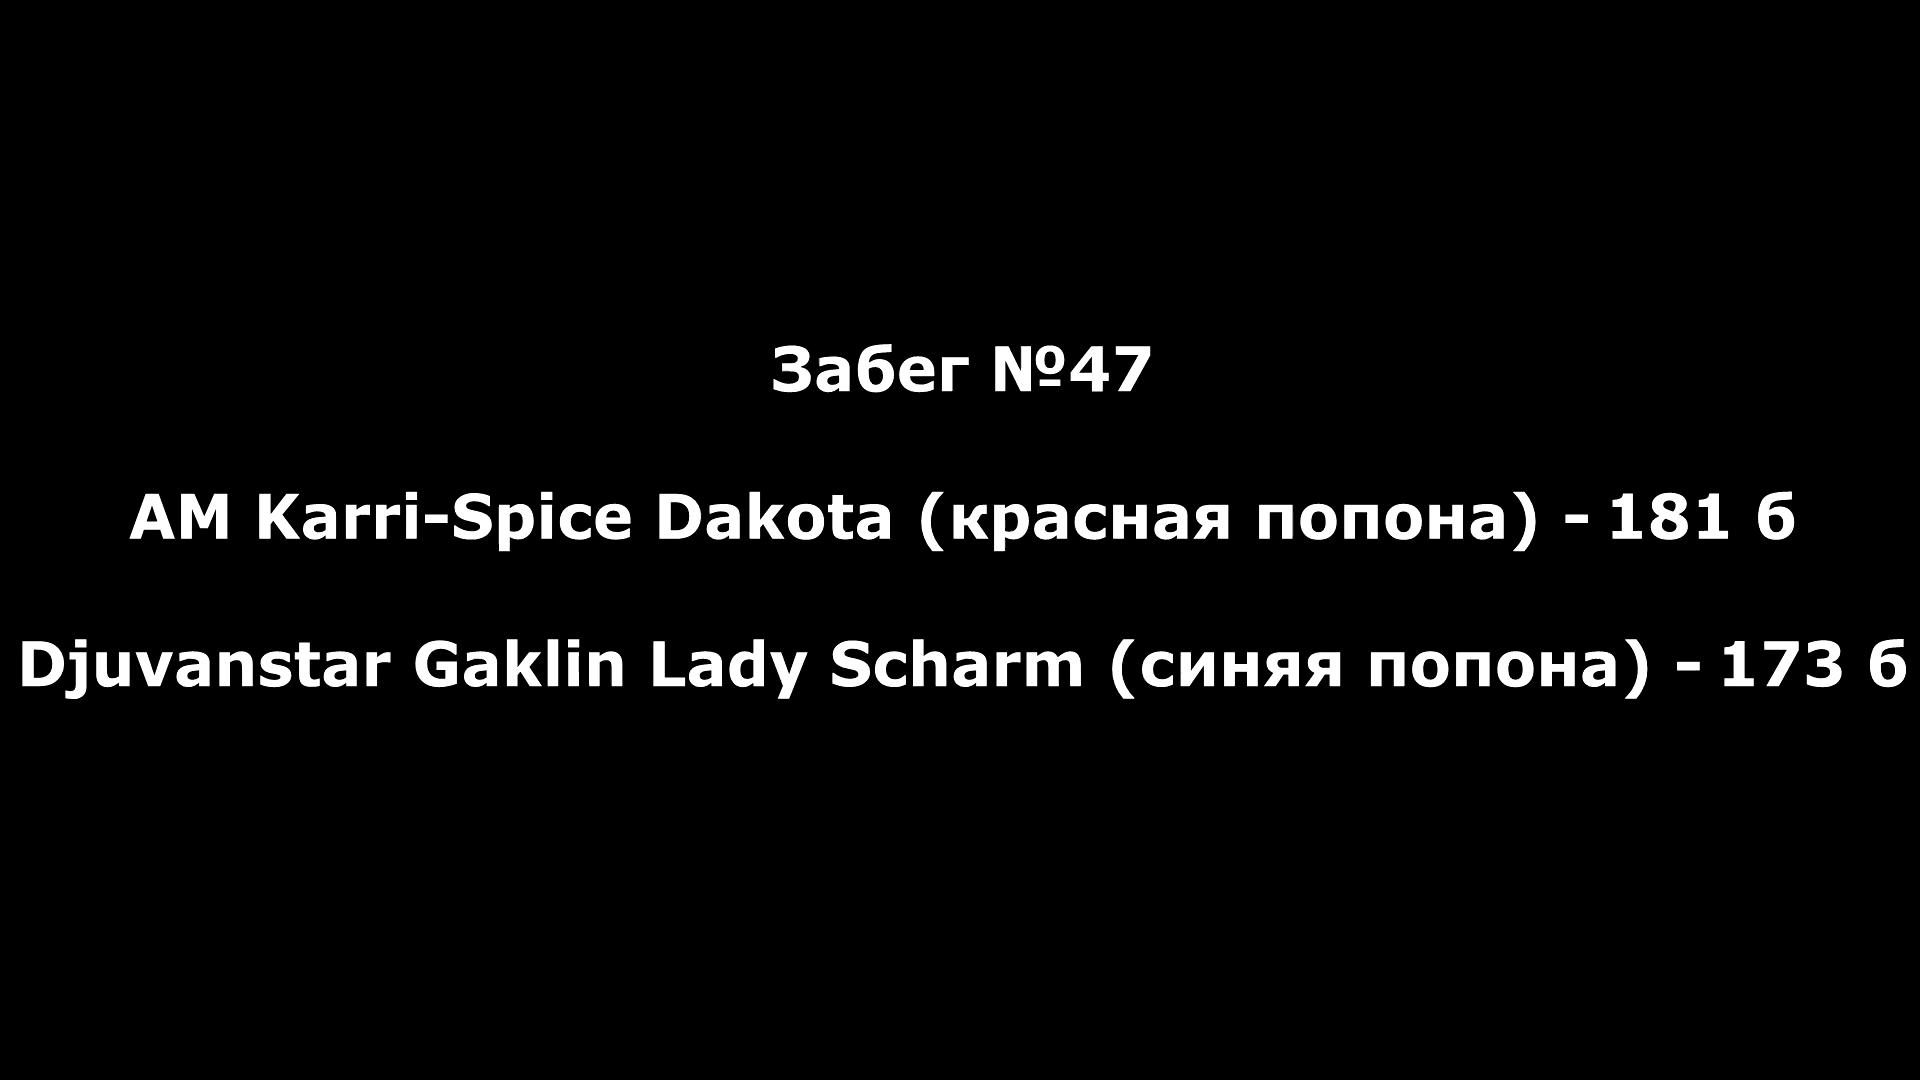 Забег №47
AM Karri-Spice Dakota (красная попона) - 181 б
Djuvanstar Gaklin Lady Scharm (синяя попона) - 173 б